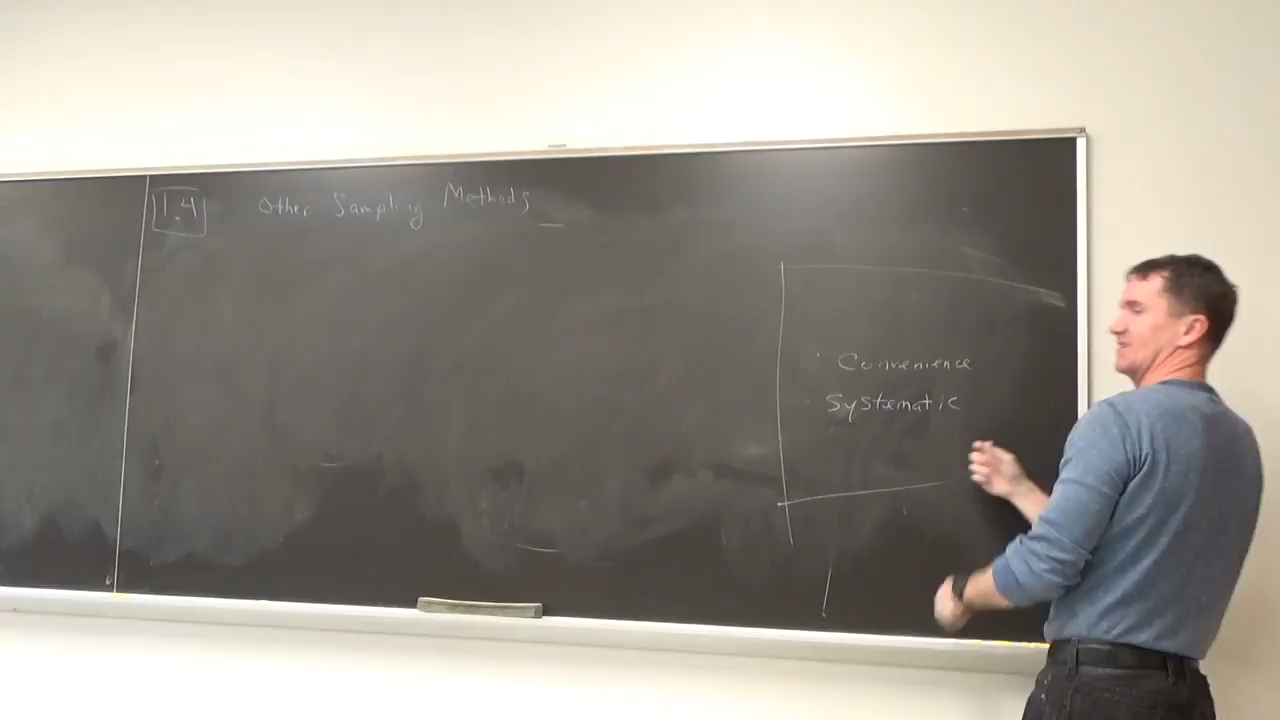 1.4 Other Sampling Methods
· Convenience
· Systematic